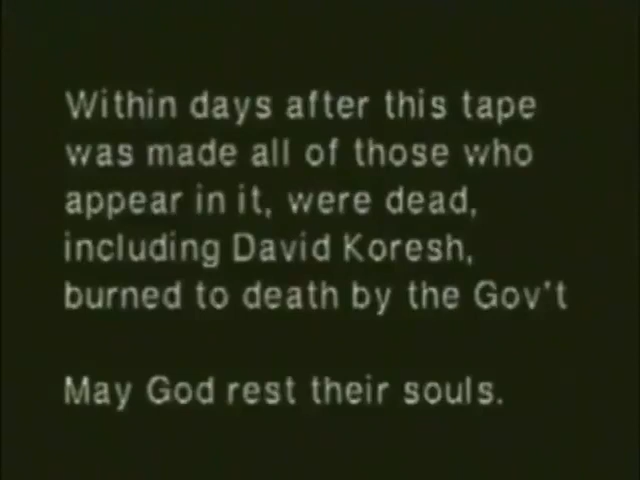 Within days after this tape
was made all of those who
appear in it, were dead,
including David Koresh,
burned to death by the Gov't
May God rest their souls.